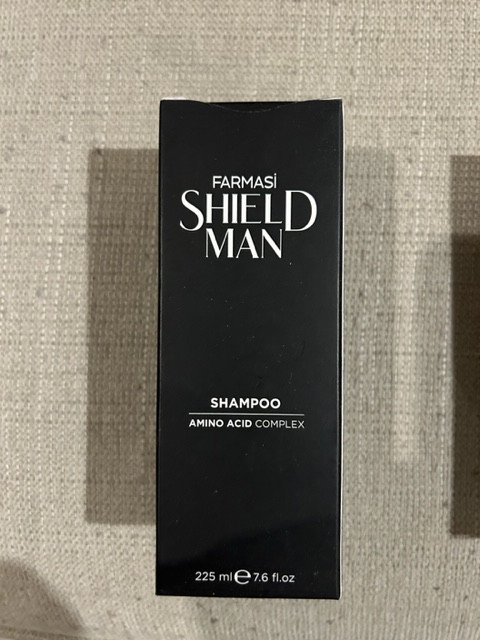 FARMASİ
SHIELD
MAN
SHAMPOO
AMINO ACID COMPLEX
225 ml ℮ 7.6 fl.oz